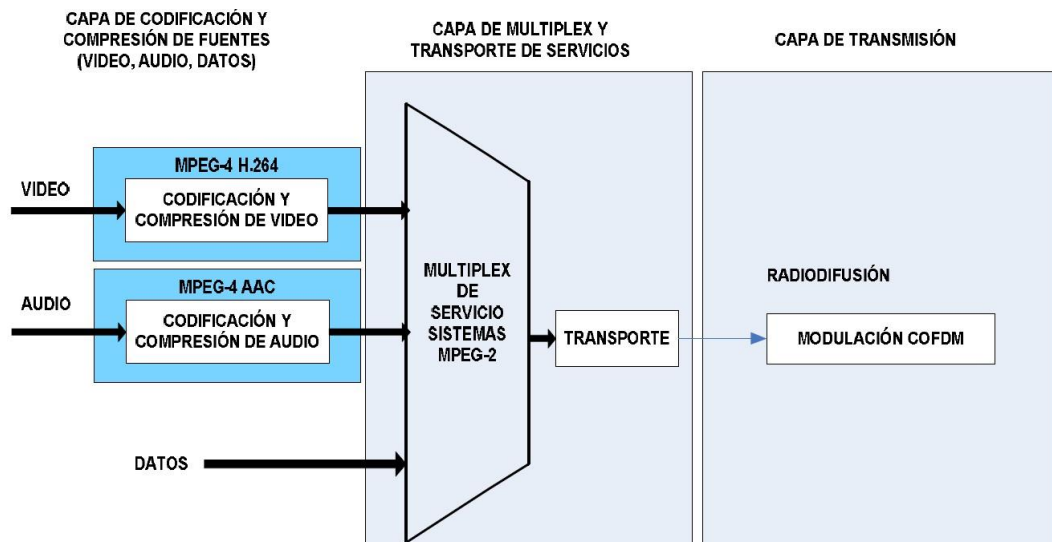 CAPA DE CODIFICACIÓN Y
COMPRESIÓN DE FUENTES
(VIDEO, AUDIO, DATOS)
CAPA DE MULTIPLEX Y
TRANSPORTE DE SERVICIOS
CAPA DE TRANSMISIÓN
MPEG-4 H.264
VIDEO
CODIFICACIÓN Y
COMPRESIÓN DE VIDEO
MPEG-4 AAC
AUDIO
CODIFICACIÓN Y
COMPRESIÓN DE AUDIO
DATOS
MULTIPLEX
DE
SERVICIO
SISTEMAS
MPEG-2
TRANSPORTE
RADIODIFUSIÓN
MODULACIÓN COFDM